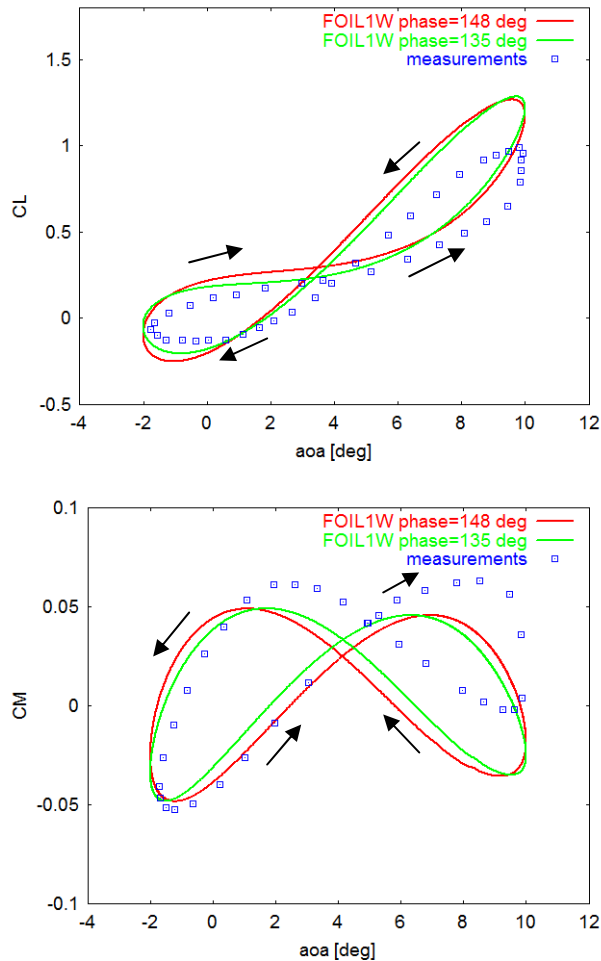 FOIL1W phase=148 deg
FOIL1W phase=135 deg
measurements
1.5
1
0.5
0
-0.5
CL
-4
-2
0
2
4
6
8
10
12
aoa [deg]
FOIL1W phase=148 deg
FOIL1W phase=135 deg
measurements
0.1
0.05
0
-0.05
-0.1
CM
-4
-2
0
2
4
6
8
10
12
aoa [deg]